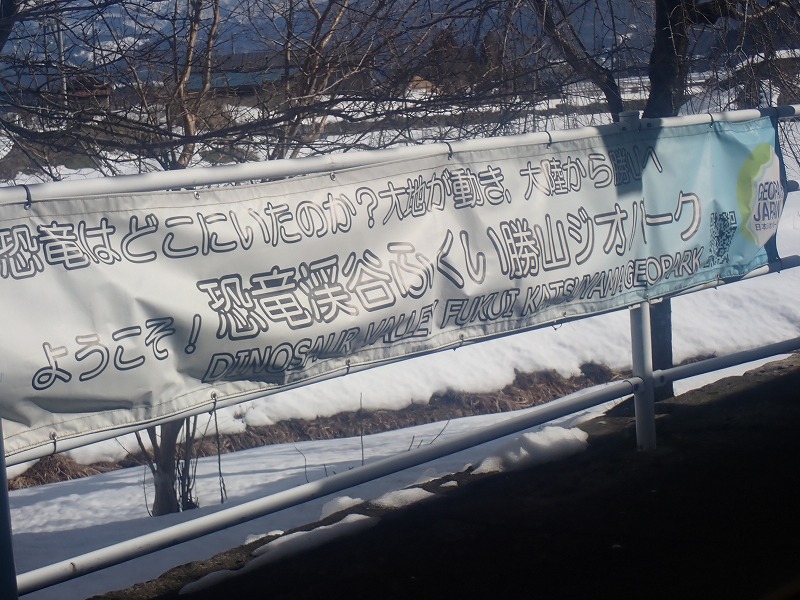 恐竜はどこにいたのか？大地が動き、大陸から勝山へ
ようこそ！恐竜渓谷ふくい勝山ジオパーク
DINOSAUR VALLEY FUKUI KATSUYAMA GEOPARK